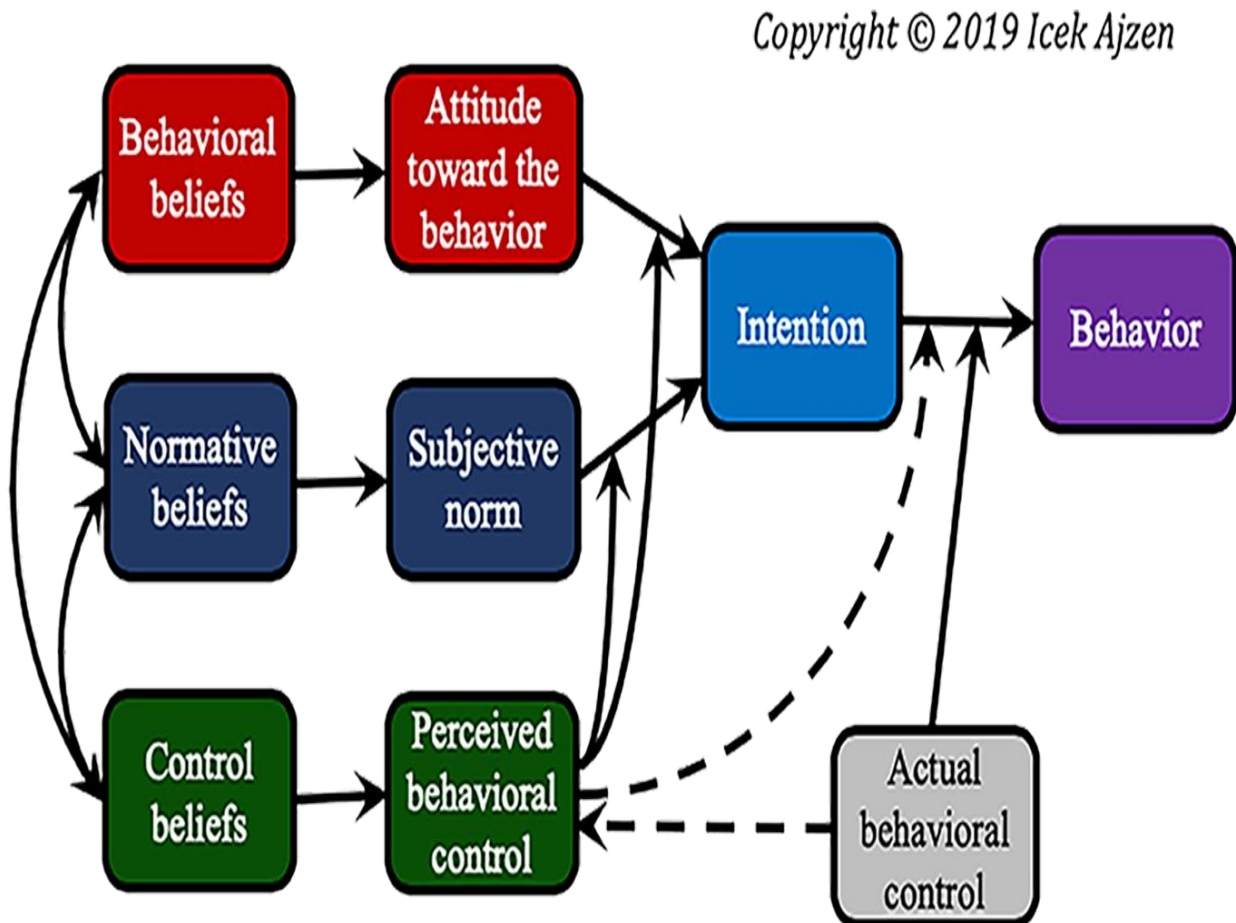 Copyright © 2019 Icek Ajzen
Behavioral
beliefs
Attitude
toward the
behavior
Intention
Behavior
Normative
beliefs
Subjective
norm
Control
beliefs
Perceived
behavioral
control
Actual
behavioral
control